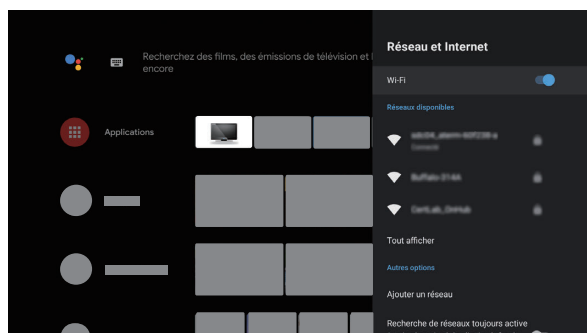 Recherchez des films, des émissions de télévision et
encore
Applications
Réseau et Internet
Wi-Fi
Réseaux disponibles
Connecté
Buffalo-314A
Tout afficher
Autres options
Ajouter un réseau
Recherche de réseaux toujours active